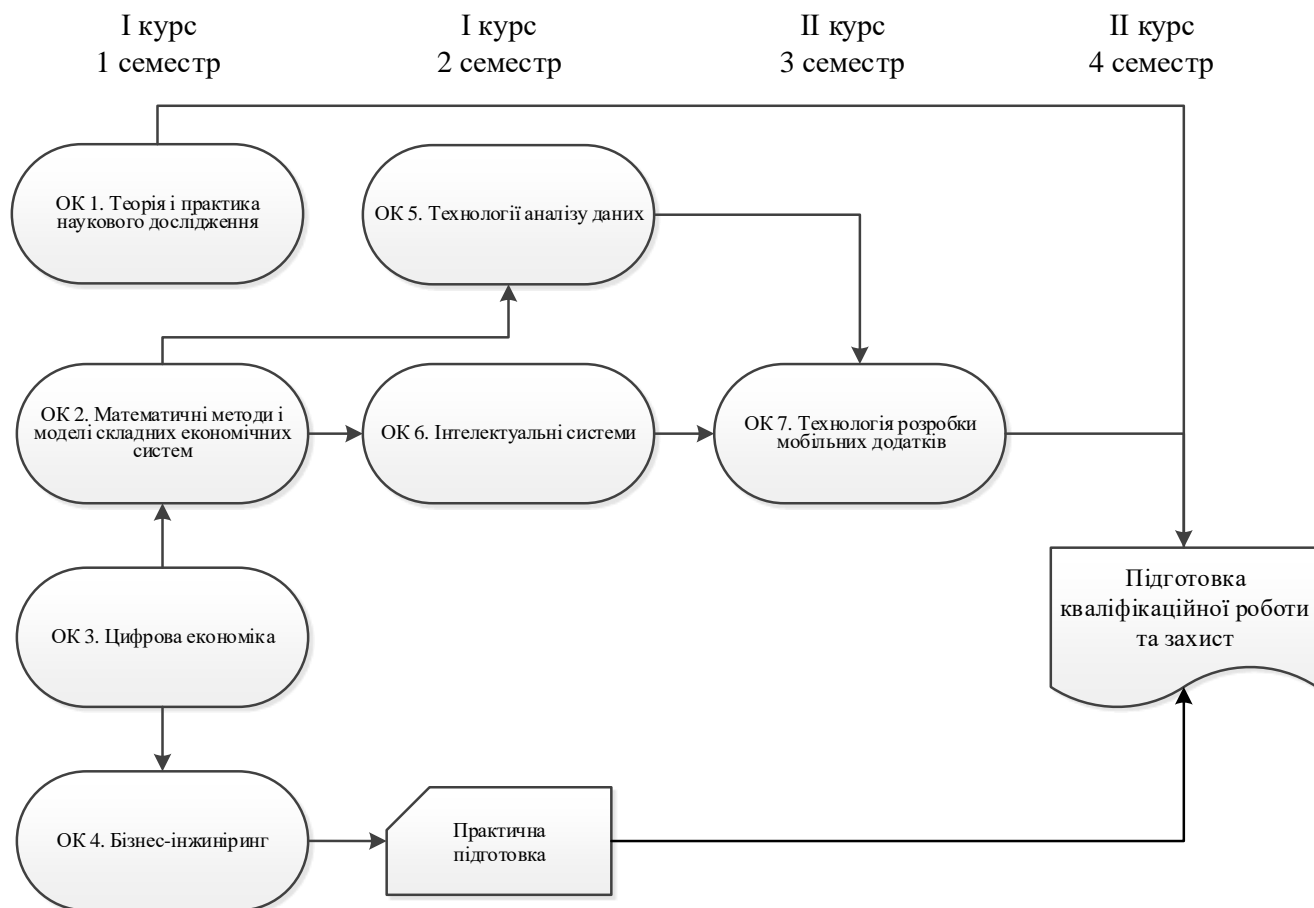 I курс
1 семестр
I курс
2 семестр
II курс
3 семестр
II курс
4 семестр
ОК 1. Теорія і практика
наукового дослідження
ОК 5. Технології аналізу даних
ОК 2. Математичні методи і
моделі складних економічних
систем
ОК 6. Інтелектуальні системи
ОК 7. Технологія розробки
мобільних додатків
ОК 3. Цифрова економіка
Підготовка
кваліфікаційної роботи
та захист
ОК 4. Бізнес-інжиніринг
Практична
підготовка